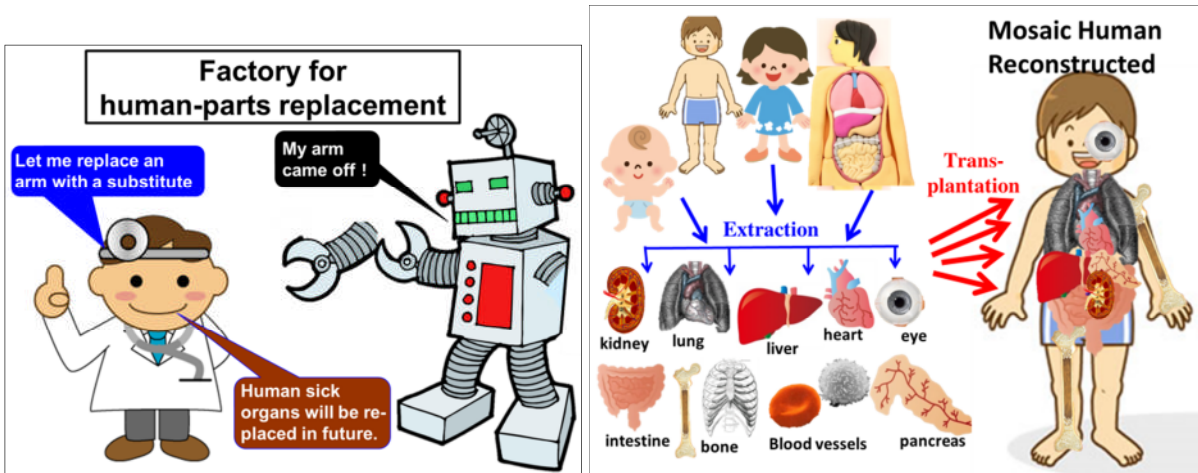 Factory for
human-parts replacement
My arm
came off !
Let me replace an
arm with a substitute
Human sick
organs will be re-
placed in future.
Mosaic Human
Reconstructed
Trans-
plantation
Extraction
kidney
lung
liver
heart
eye
intestine
bone
Blood vessels
pancreas